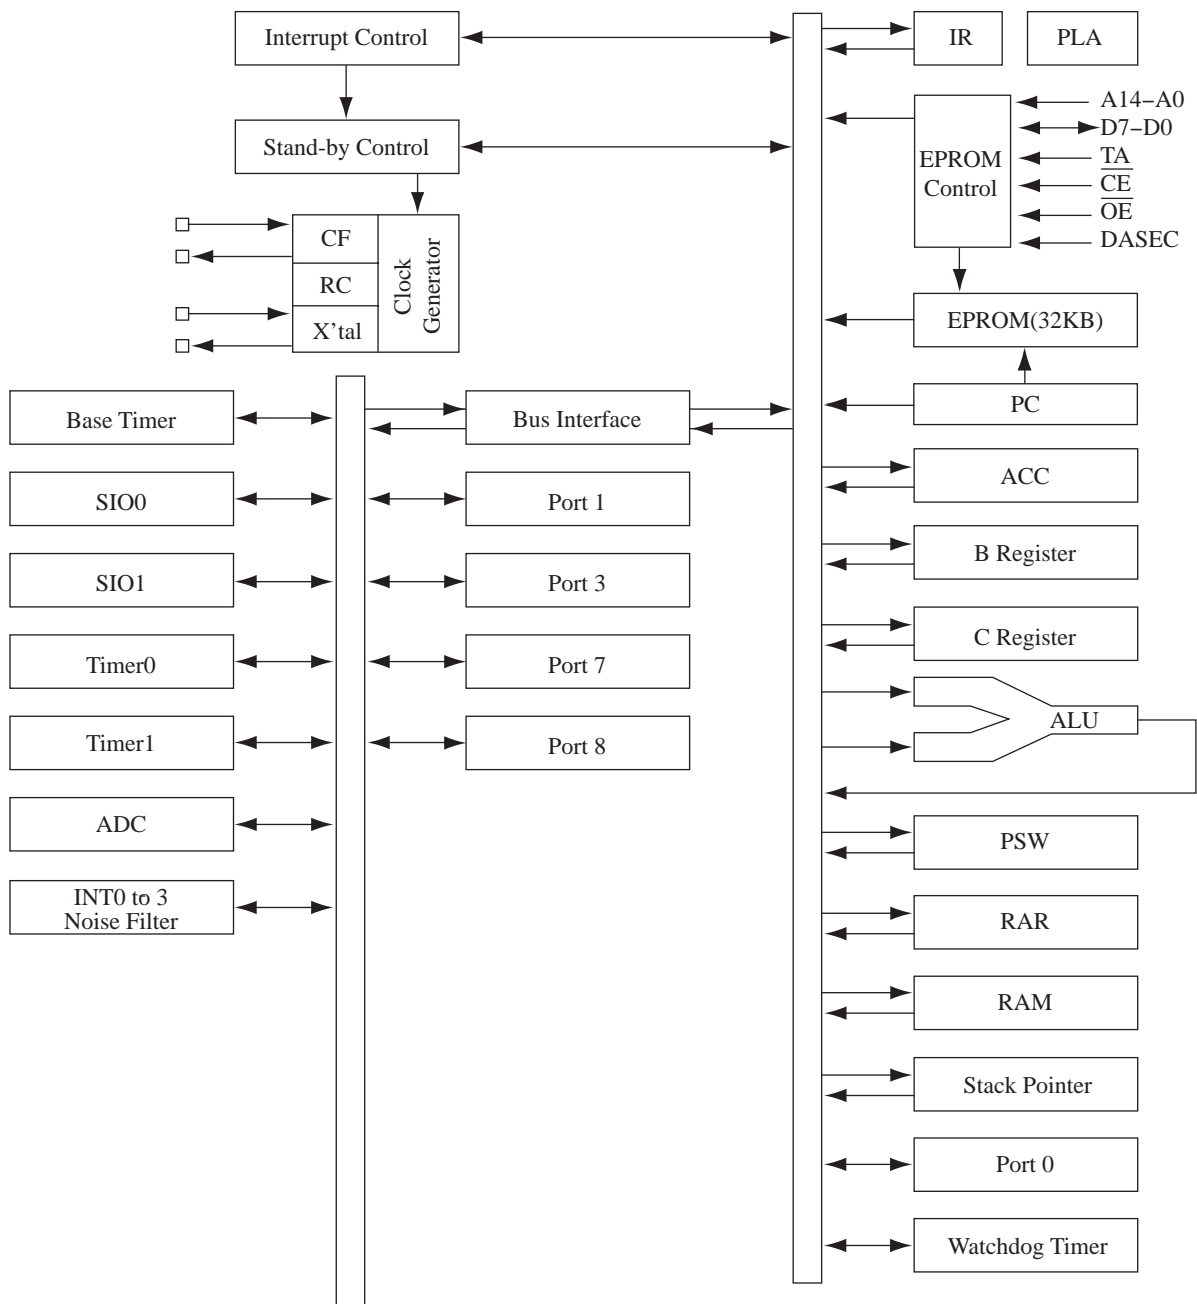 Interrupt Control
IR
PLA
Stand-by Control
EPROM
Control
A14–A0
D7–D0
TA
CE
OE
DASEC
CF
RC
X’tal
Clock
Generator
EPROM(32KB)
PC
Base Timer
Bus Interface
SIO0
Port 1
ACC
SIO1
Port 3
B Register
Timer0
Port 7
C Register
Timer1
Port 8
ALU
ADC
PSW
INT0 to 3
Noise Filter
RAR
RAM
Stack Pointer
Port 0
Watchdog Timer